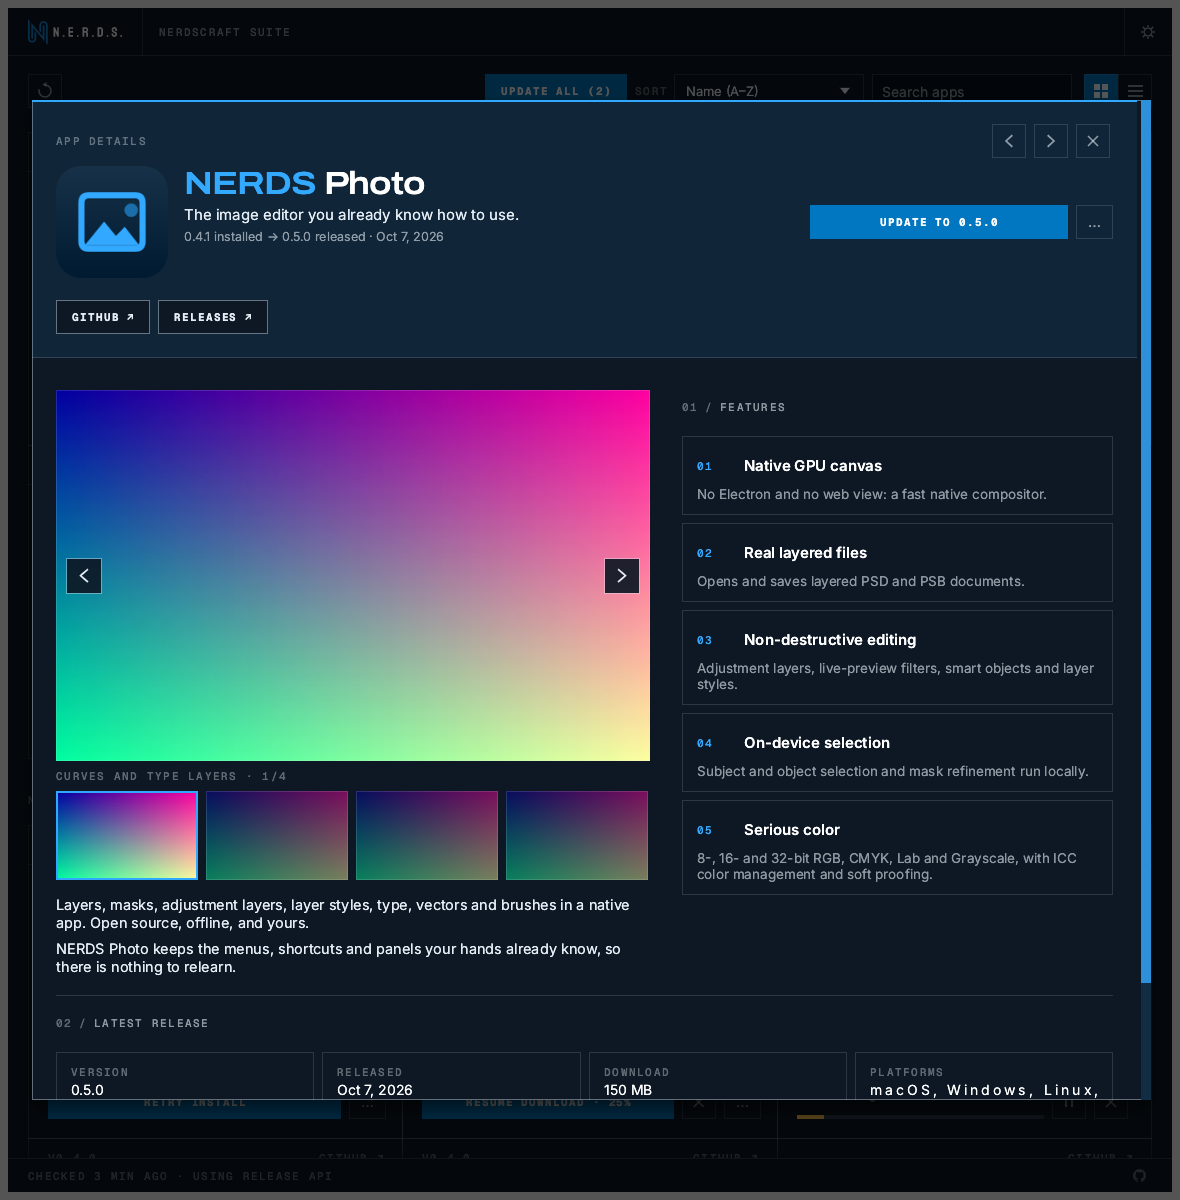 N.E.R.D.S.
NERDSCRAFT SUITE
UPDATE ALL (2)
SORT
Name (A–Z)
Search apps
APP DETAILS
NERDS Photo
The image editor you already know how to use.
0.4.1 installed → 0.5.0 released · Oct 7, 2026
UPDATE TO 0.5.0
...
GITHUB ↗
RELEASES ↗
CURVES AND TYPE LAYERS · 1/4
Layers, masks, adjustment layers, layer styles, type, vectors and brushes in a native
app. Open source, offline, and yours.
NERDS Photo keeps the menus, shortcuts and panels your hands already know, so
there is nothing to relearn.
01 / FEATURES
01 Native GPU canvas
No Electron and no web view: a fast native compositor.
02 Real layered files
Opens and saves layered PSD and PSB documents.
03 Non-destructive editing
Adjustment layers, live-preview filters, smart objects and layer
styles.
04 On-device selection
Subject and object selection and mask refinement run locally.
05 Serious color
8-, 16- and 32-bit RGB, CMYK, Lab and Grayscale, with ICC
color management and soft proofing.
02 / LATEST RELEASE
VERSION
0.5.0
RELEASED
Oct 7, 2026
DOWNLOAD
150 MB
PLATFORMS
macOS, Windows, Linux,
RETRY INSTALL
...
RESUME DOWNLOAD · 25%
...
GITHUB ↗
GITHUB ↗
GITHUB ↗
CHECKED 3 MIN AGO · USING RELEASE API